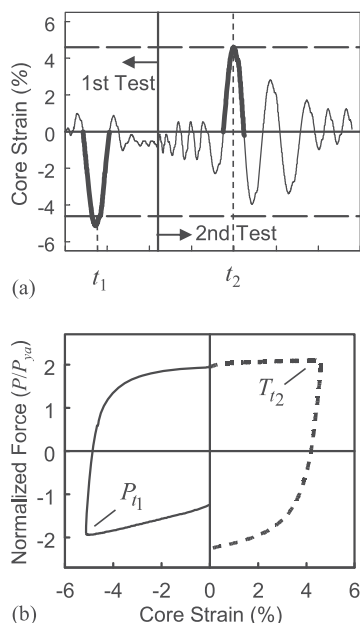 6
4
2
0
-2
-4
-6
Core Strain (%)
1st Test
2nd Test
t1
t2
(a)
2
1
0
-1
-2
Normalized Force (P/Pya)
Tt2
Pt1
-6 -4 -2 0 2 4 6
Core Strain (%)
(b)